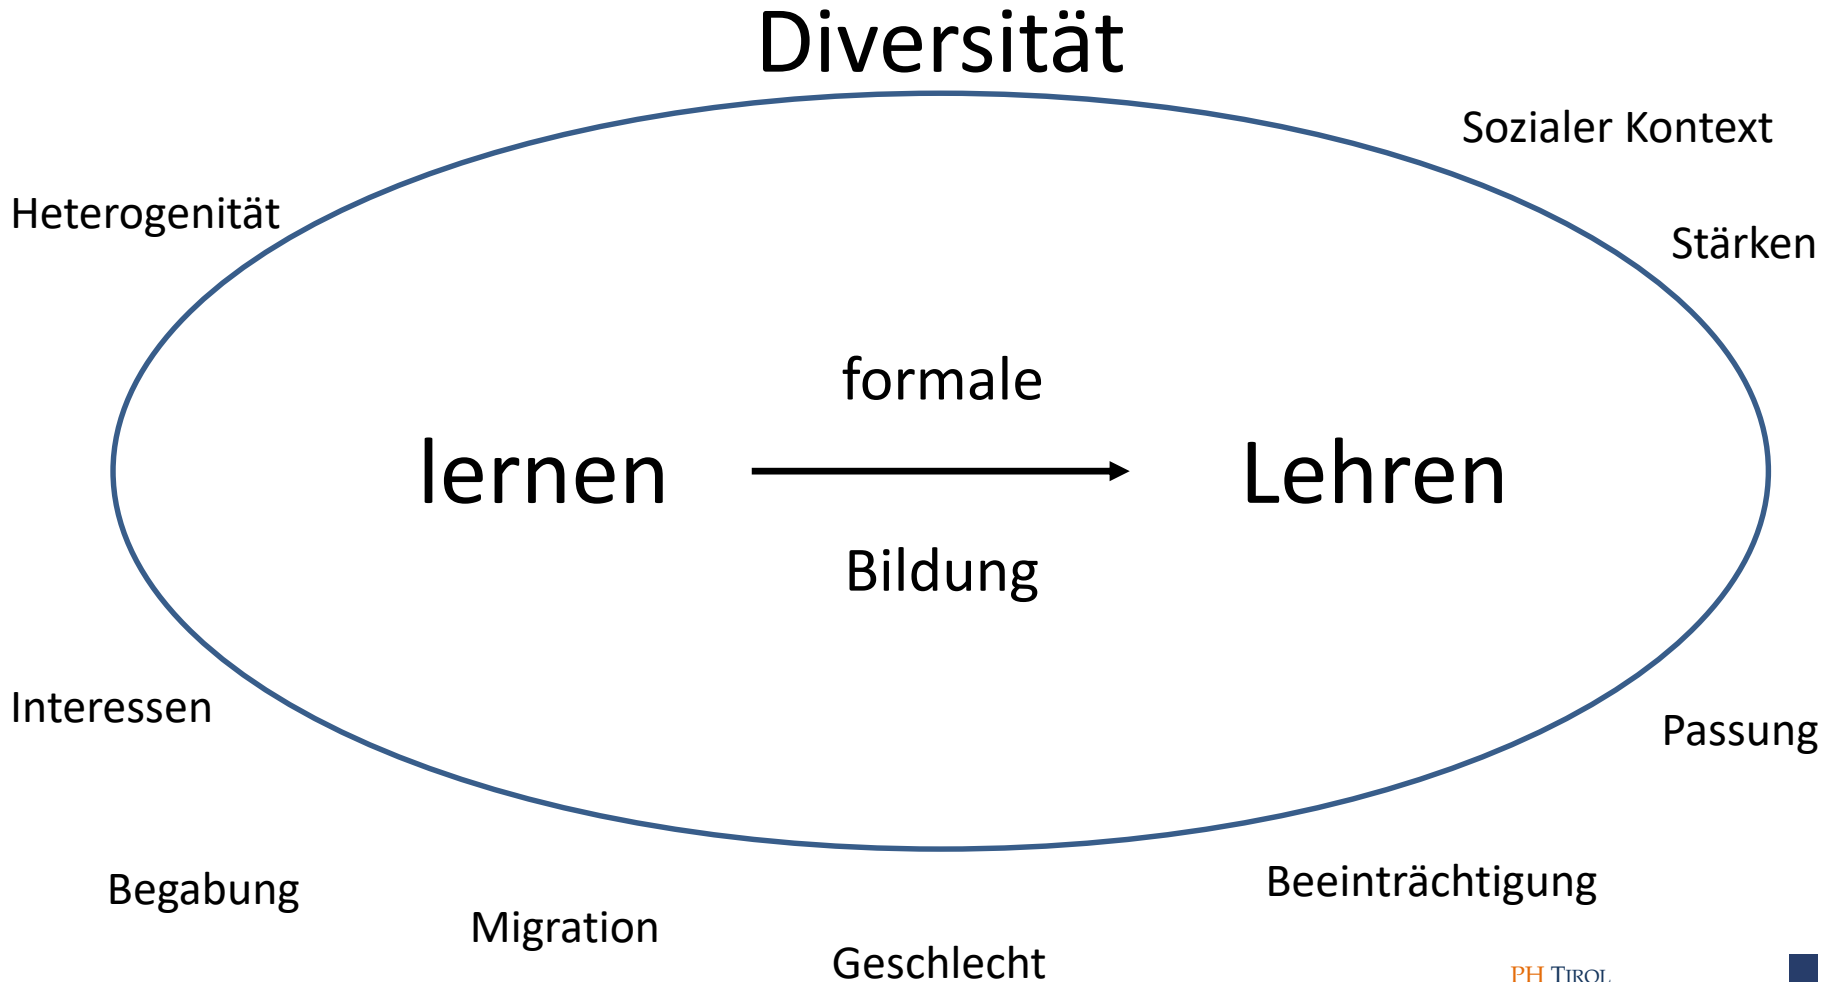 Diversität
Sozialer Kontext
Heterogenität
Stärken
formale
lernen
Lehren
Bildung
Interessen
Passung
Begabung
Beeinträchtigung
Migration
Geschlecht
PH TIROL